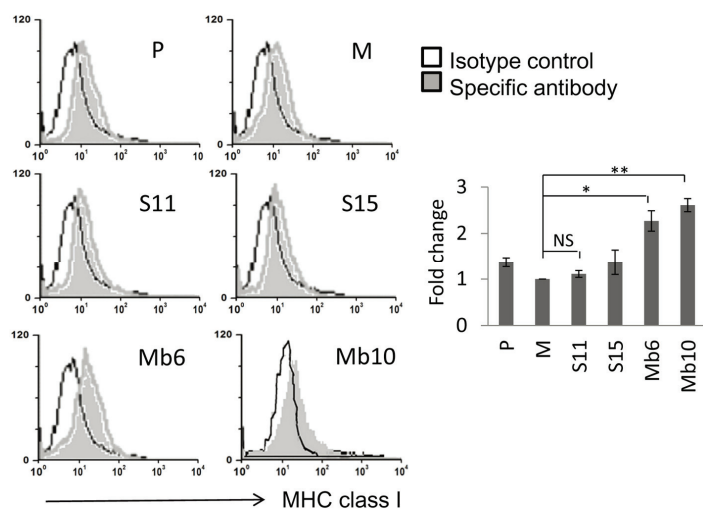 120
P
0
10⁰ 10¹ 10² 10³ 10
120
M
0
10⁰ 10¹ 10² 10³ 10⁴
Isotype control
Specific antibody
120
S11
0
10⁰ 10¹ 10² 10³ 10⁴
120
S15
0
10⁰ 10¹ 10² 10³ 10⁴
120
Mb6
0
10⁰ 10¹ 10² 10³ 10⁴
120
Mb10
0
10⁰ 10¹ 10² 10³ 10⁴
MHC class I
Fold change
3
2
1
0
**
*
NS
P
M
S11
S15
Mb6
Mb10